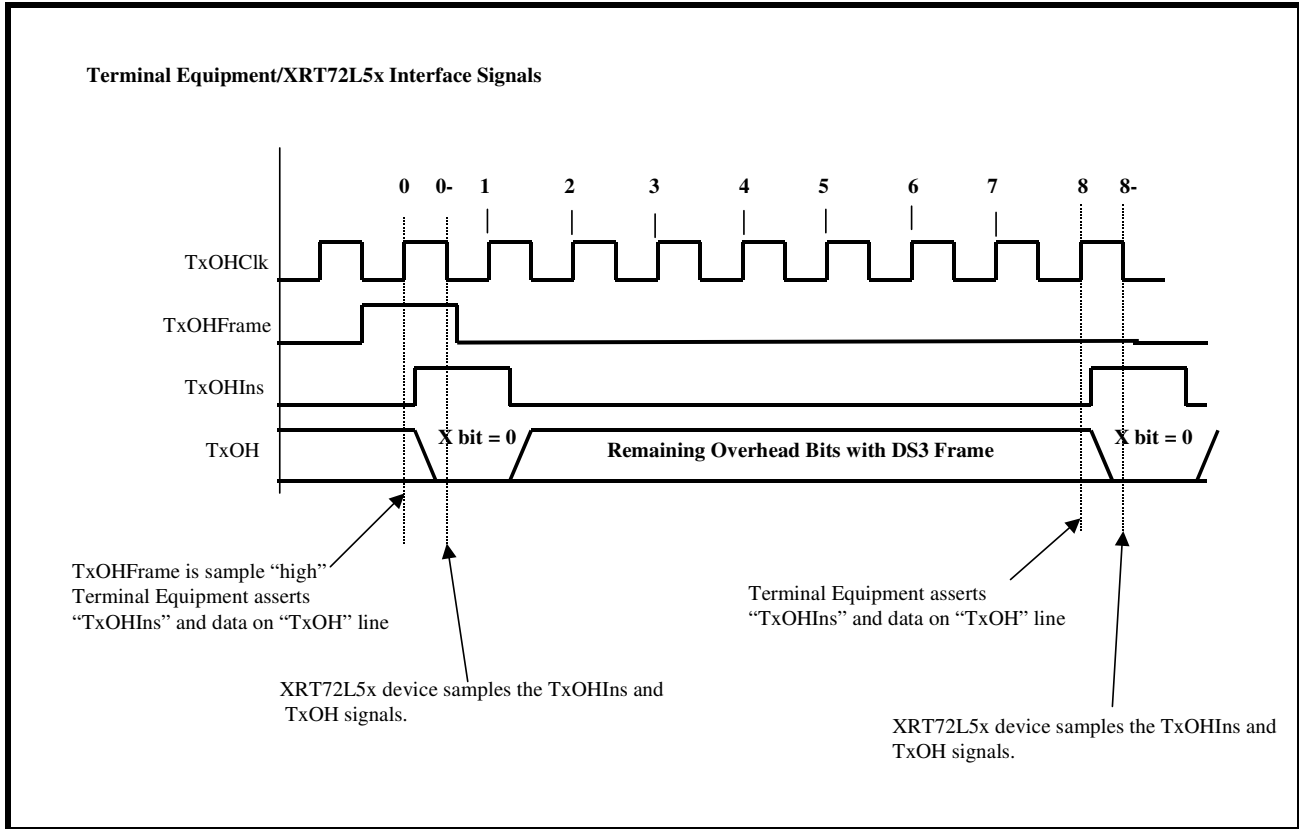 Terminal Equipment/XRT72L5x Interface Signals
0 0- 1 2 3 4 5 6 7 8 8-
TxOHClk
TxOHFrame
TxOHIns
TxOH
X bit = 0
Remaining Overhead Bits with DS3 Frame
X bit = 0
TxOHFrame is sample “high”
Terminal Equipment asserts
“TxOHIns” and data on “TxOH” line
Terminal Equipment asserts
“TxOHIns” and data on “TxOH” line
XRT72L5x device samples the TxOHIns and
TxOH signals.
XRT72L5x device samples the TxOHIns and
TxOH signals.